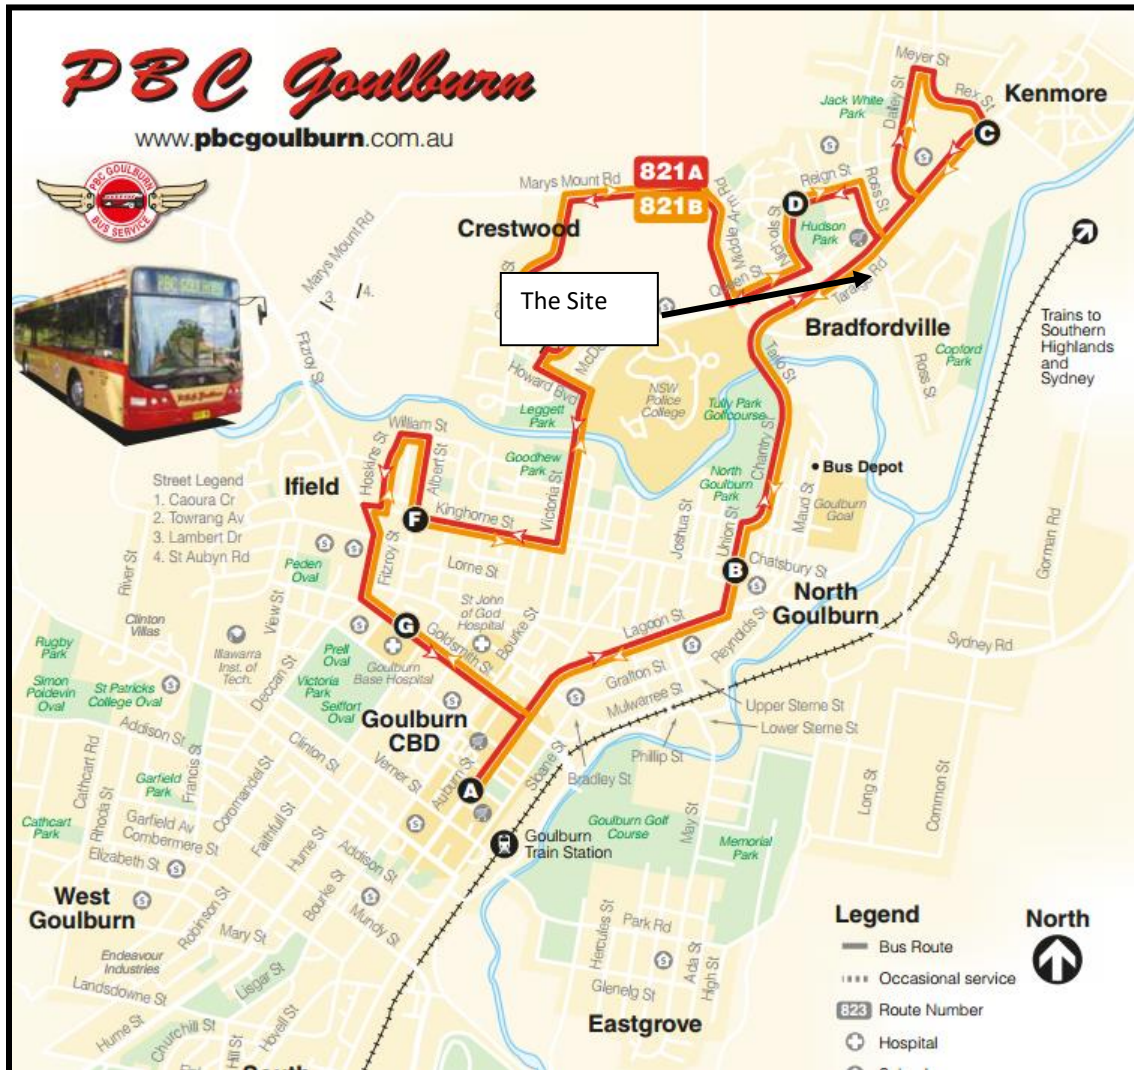 PBC Goulburn
www.pbcgoulburn.com.au
PBC GOULBURN
BUS SERVICE
PBC GOULBURN
PBC Goulburn
Meyer St
Rex St
Kenmore
Jack White
Park
Dalley St
C
821A
821B
Marys Mount Rd
Reign St
Ross St
D
Hudson
Park
Nichols St
Middle Arm Rd
Queen St
Crestwood
Marys Mount Rd
3.
4.
The Site
Taralga Rd
Bradfordville
Trains to
Southern
Highlands
and
Sydney
Copford
Park
Ross St
Fitzroy St
Howard Bvd
Leggett
Park
NSW
Police
College
Taito St
Tully Park
Golfcourse
William St
Hoskins St
Albert St
Goodhew
Park
Victoria St
Chantry St
North
Goulburn
Park
Bus Depot
Street Legend
1. Caoura Cr
2. Towrang Av
3. Lambert Dr
4. St Aubyn Rd
Ifield
F
Kinghorne St
Joshua St
Union St
Maud St
Goulburn
Goal
Gorman Rd
Peden
Oval
Fitzroy St
Lorne St
B
Chatsbury St
River St
View St
St John
of God
Hospital
Bourke St
North
Goulburn
Clinton
Villas
G
Goldsmith St
Lagoon St
Reynolds St
Sydney Rd
Rugby
Park
Illawarra
Inst. of
Tech.
Prell
Oval
Goulburn
Base Hospital
Grafton St
Simon
Poidevin
Oval
St Patricks
College Oval
Deccan St
Victoria
Park
Seiffort
Oval
Mulwarree St
Upper Sterne St
Lower Sterne St
Addison St
Goulburn
CBD
Clinton St
Sloane St
Phillip St
Bradley St
Cathcart Rd
Francis St
Verner St
Auburn St
A
Garfield
Park
Coromandel St
Long St
Common St
Cathcart
Park
Rhoda St
Garfield Av
Combermere St
Faithfull St
Goulburn
Train Station
Goulburn Golf
Course
May St
Memorial
Park
Elizabeth St
Hume St
Addison St
West
Goulburn
Robinson St
Bourke St
Mundy St
Mary St
Hercules St
Park Rd
Legend
North
Bus Route
Endeavour
Industries
Lisgar St
Ada St
High St
Occasional service
Landsdowne St
Glenelg St
823 Route Number
Hume St
Churchill St
Hill St
Hovell St
Eastgrove
Hospital